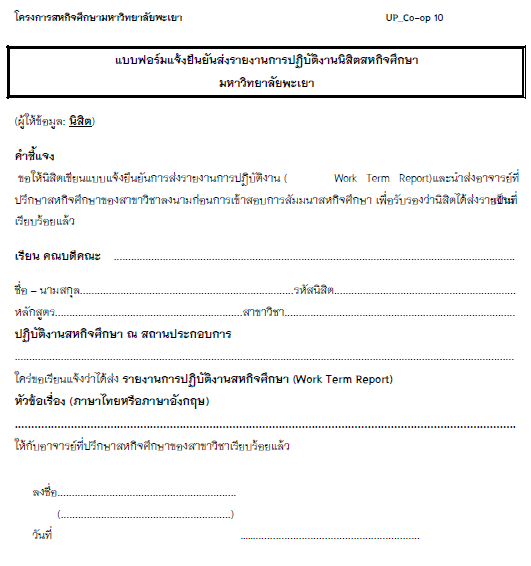 โครงการสหกิจศึกษามหาวิทยาลัยพะเยา UP_Co-op 10
แบบฟอร์มแจ้งยืนยันส่งรายงานการปฏิบัติงานนิสิตสหกิจศึกษา
มหาวิทยาลัยพะเยา
(ผู้ให้ข้อมูล: นิสิต)
คำชี้แจง
ขอให้นิสิตเขียนแบบแจ้งยืนยันการส่งรายงานการปฏิบัติงาน ( Work Term Report)และนำส่งอาจารย์ที่
ปรึกษาสหกิจศึกษาของสาขาวิชาลงนามก่อนการเข้าสอบการสัมมนาสหกิจศึกษา เพื่อรับรองว่านิสิตได้ส่งรายเป็นที่
เรียบร้อยแล้ว
เรียน คณบดีคณะ ........................................................................
ชื่อ – นามสกุล........................................รหัสนิสิต........................................
หลักสูตร........................................สาขาวิชา........................................
ปฏิบัติงานสหกิจศึกษา ณ สถานประกอบการ
................................................................................
ใคร่ขอเรียนแจ้งว่าได้ส่ง รายงานการปฏิบัติงานสหกิจศึกษา (Work Term Report)
หัวข้อเรื่อง (ภาษาไทยหรือภาษาอังกฤษ)
................................................................................
ให้กับอาจารย์ที่ปรึกษาสหกิจศึกษาของสาขาวิชาเรียบร้อยแล้ว
ลงชื่อ........................................
(........................................)
วันที่ ........................................